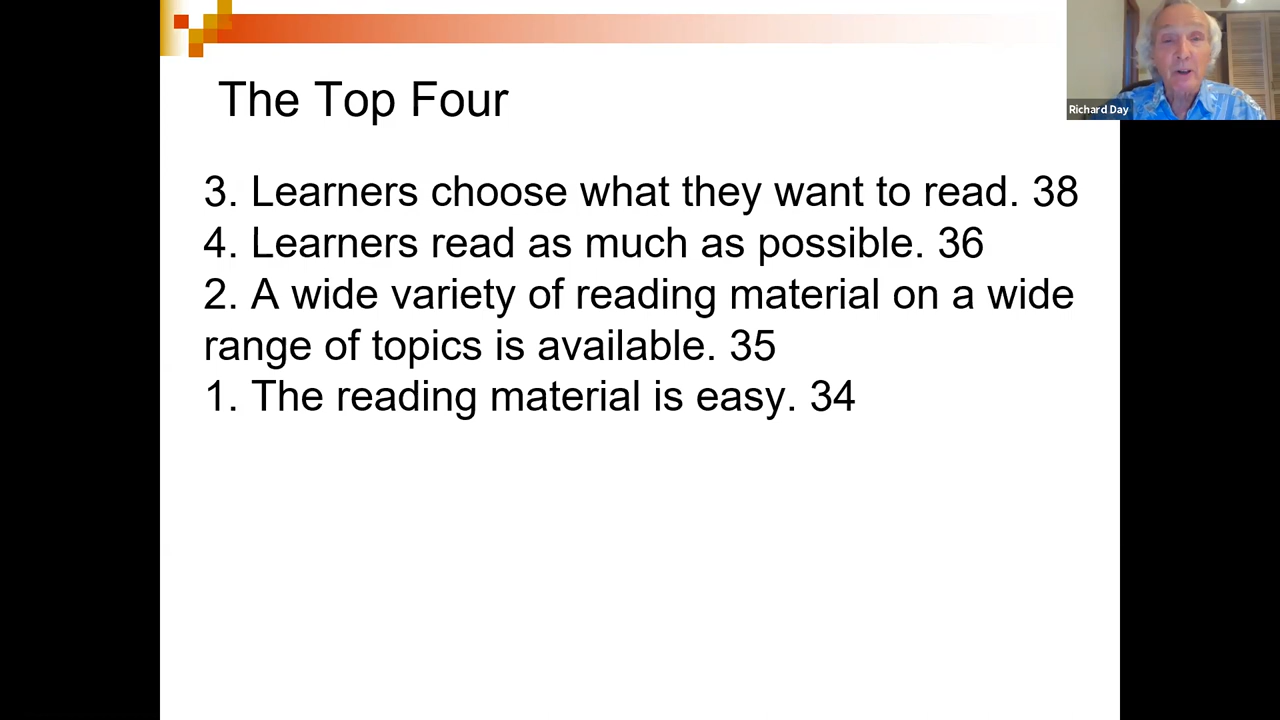 The Top Four
3. Learners choose what they want to read. 38
4. Learners read as much as possible. 36
2. A wide variety of reading material on a wide
range of topics is available. 35
1. The reading material is easy. 34
Richard Day